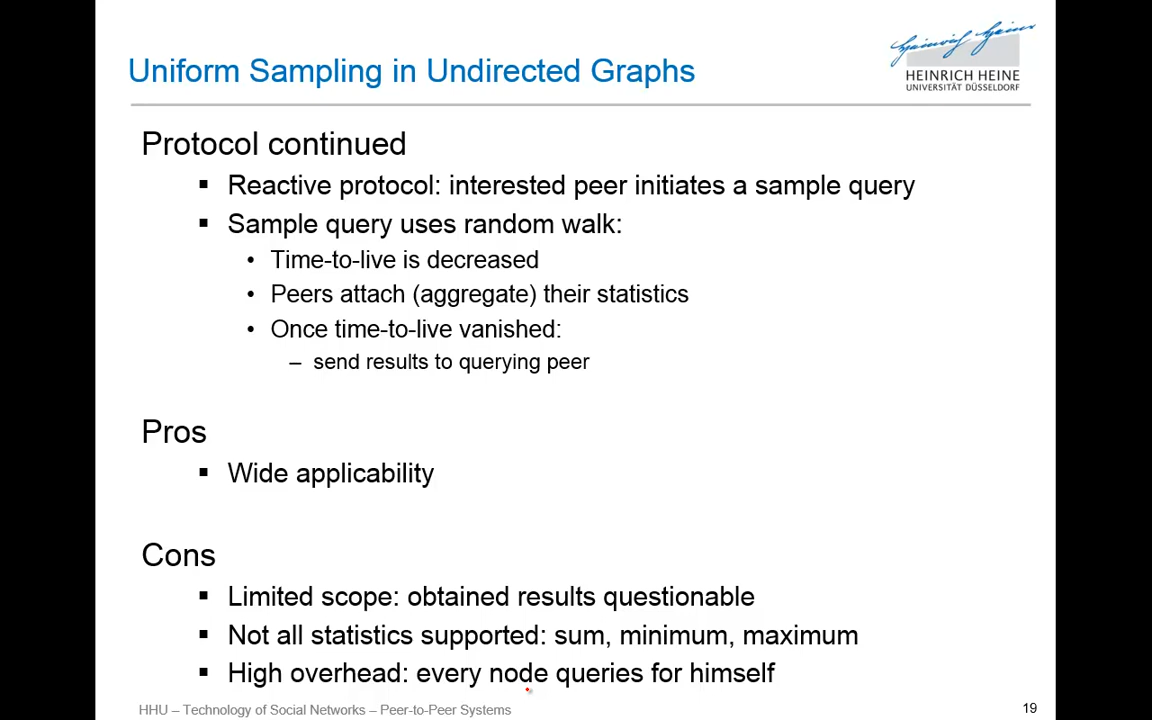 Uniform Sampling in Undirected Graphs
Heinrich Heine
HEINRICH HEINE
UNIVERSITÄT DÜSSELDORF
Protocol continued
▪ Reactive protocol: interested peer initiates a sample query
▪ Sample query uses random walk:
• Time-to-live is decreased
• Peers attach (aggregate) their statistics
• Once time-to-live vanished:
– send results to querying peer
Pros
▪ Wide applicability
Cons
▪ Limited scope: obtained results questionable
▪ Not all statistics supported: sum, minimum, maximum
▪ High overhead: every node queries for himself
HHU – Technology of Social Networks – Peer-to-Peer Systems
19